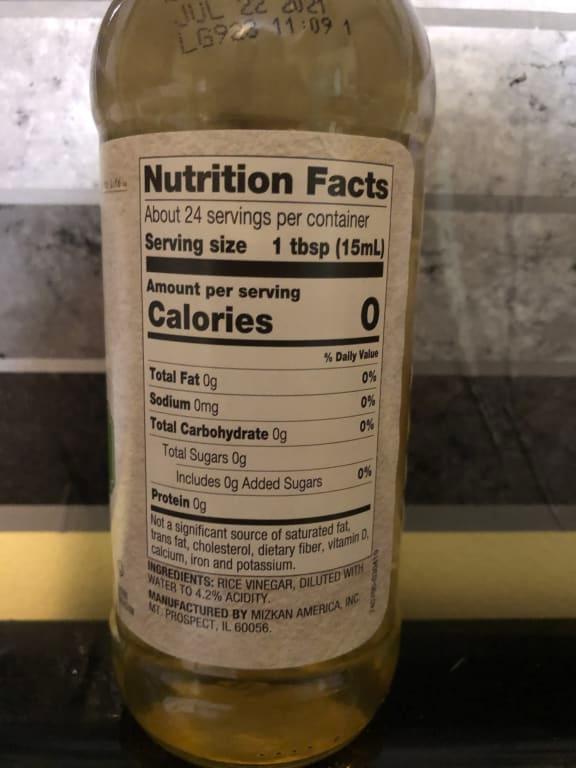 JUL 22 2021
11:09 1
Nutrition Facts
About 24 servings per container
Serving size 1 tbsp (15mL)
Amount per serving
Calories 0
% Daily Value
Total Fat 0g 0%
Sodium 0mg 0%
Total Carbohydrate 0g 0%
Total Sugars 0g
Includes 0g Added Sugars 0%
Protein 0g
Not a significant source of saturated fat,
trans fat, cholesterol, dietary fiber, vitamin D,
calcium, iron and potassium.
INGREDIENTS: RICE VINEGAR, DILUTED WITH
WATER TO 4.2% ACIDITY.
MANUFACTURED BY MIZKAN AMERICA, INC.
MT. PROSPECT, IL 60056.